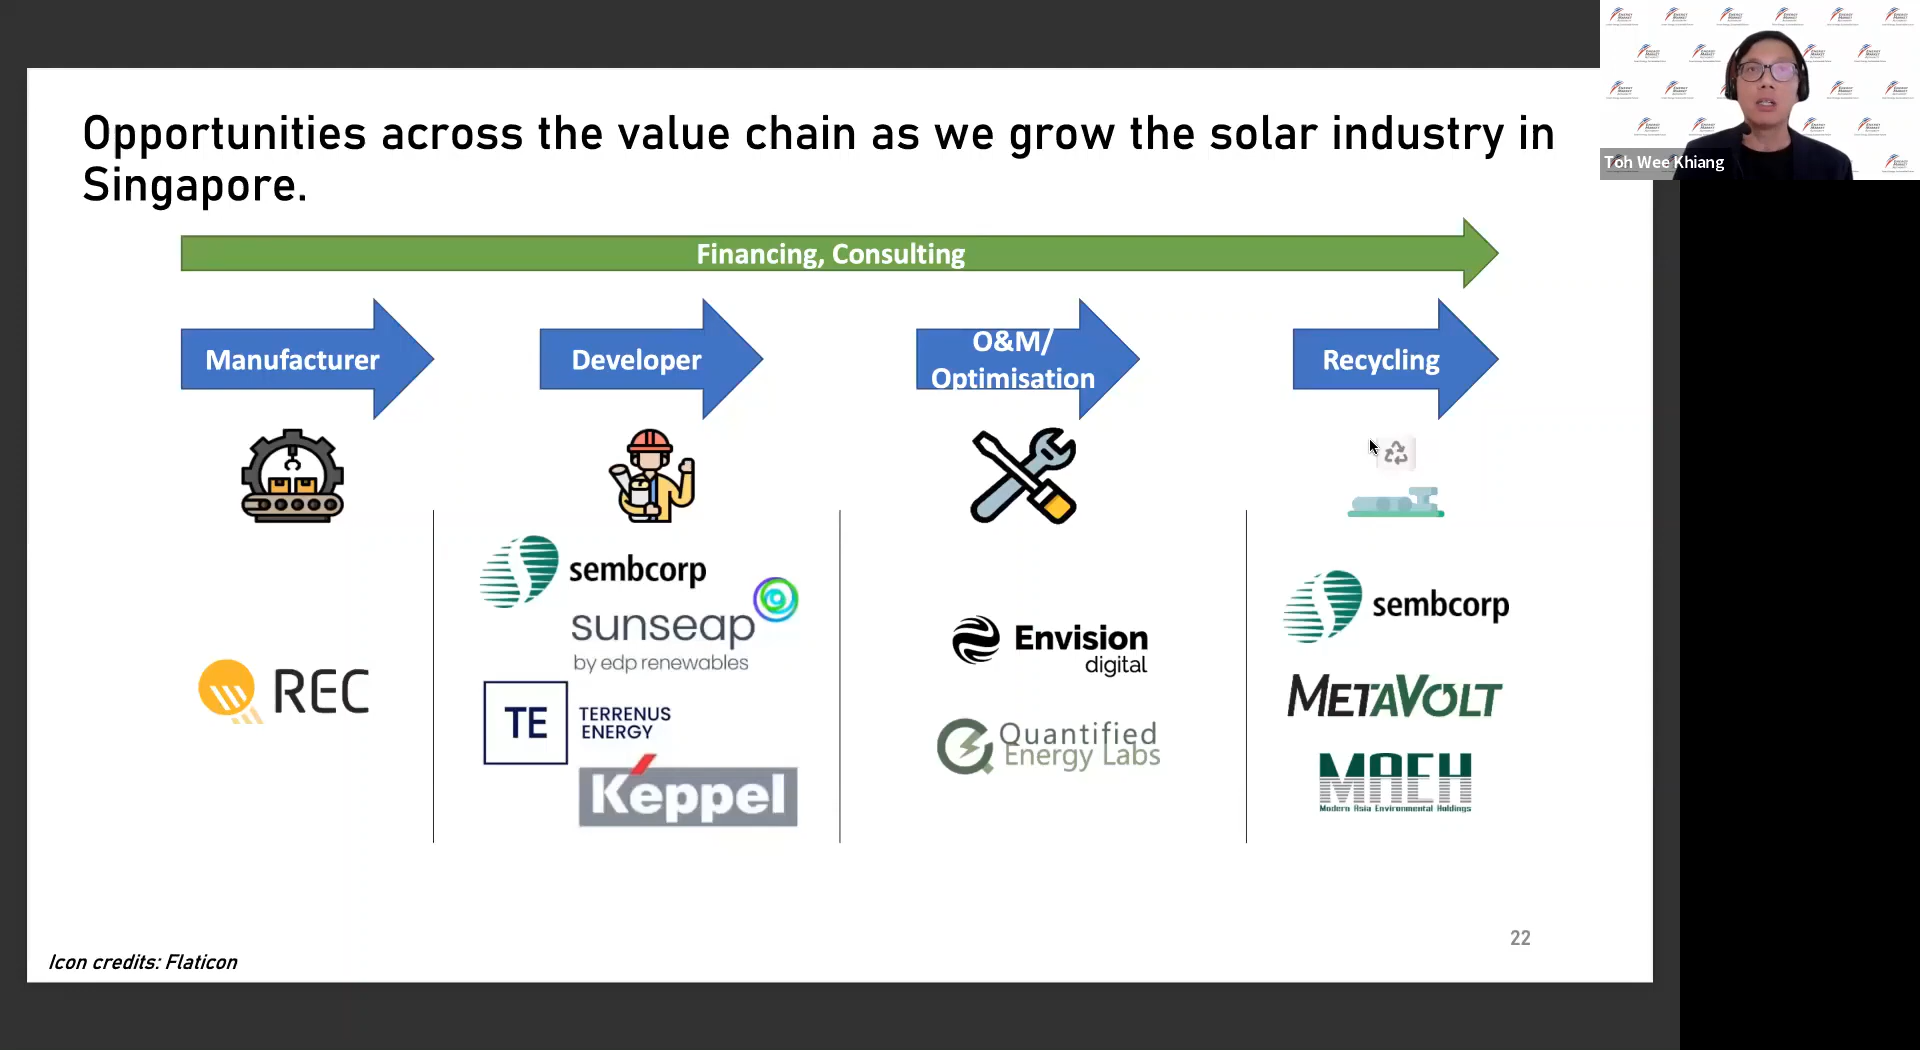 Toh Wee Khiang
Opportunities across the value chain as we grow the solar industry in
Singapore.
Financing, Consulting
Manufacturer
Developer
O&M/
Optimisation
Recycling
REC
sembcorp
sunseap
by edp renewables
TE
TERRENUS
ENERGY
Keppel
Envision
digital
Quantified
Energy Labs
sembcorp
METAVOLT
MAEH
Modern Asia Environmental Holdings
22
Icon credits: Flaticon